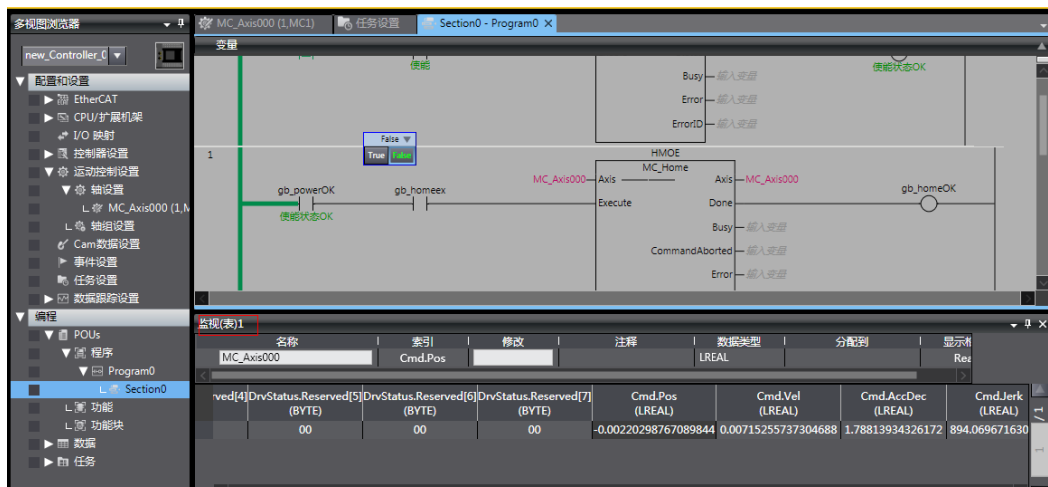 多视图浏览器
MC_Axis000 (1,MC1)
任务设置
Section0 - Program0
变量
new_Controller_0
配置和设置
EtherCAT
CPU/扩展机架
I/O 映射
控制器设置
运动控制设置
轴设置
MC_Axis000 (1,M
轴组设置
Cam数据设置
事件设置
任务设置
数据跟踪设置
编程
POUs
程序
Program0
Section0
功能
功能块
数据
任务
使能
Busy 输入变量
使能状态OK
Error 输入变量
ErrorID 输入变量
False
True False
1
HMOE
MC_Home
MC_Axis000 Axis Axis MC_Axis000
gb_powerOK gb_homeex Execute Done gb_homeOK
使能状态OK
Busy 输入变量
CommandAborted 输入变量
Error 输入变量
监视(表)1
名称 索引 修改 注释 数据类型 分配到 显示格
MC_Axis000 Cmd.Pos LREAL Rea
rved[4] DrvStatus.Reserved[5] DrvStatus.Reserved[6] DrvStatus.Reserved[7] Cmd.Pos Cmd.Vel Cmd.AccDec Cmd.Jerk
(BYTE) (BYTE) (BYTE) (LREAL) (LREAL) (LREAL) (LREAL)
00 00 00 -0.00220298767089844 0.00715255737304688 1.78813934326172 894.069671630
1/1